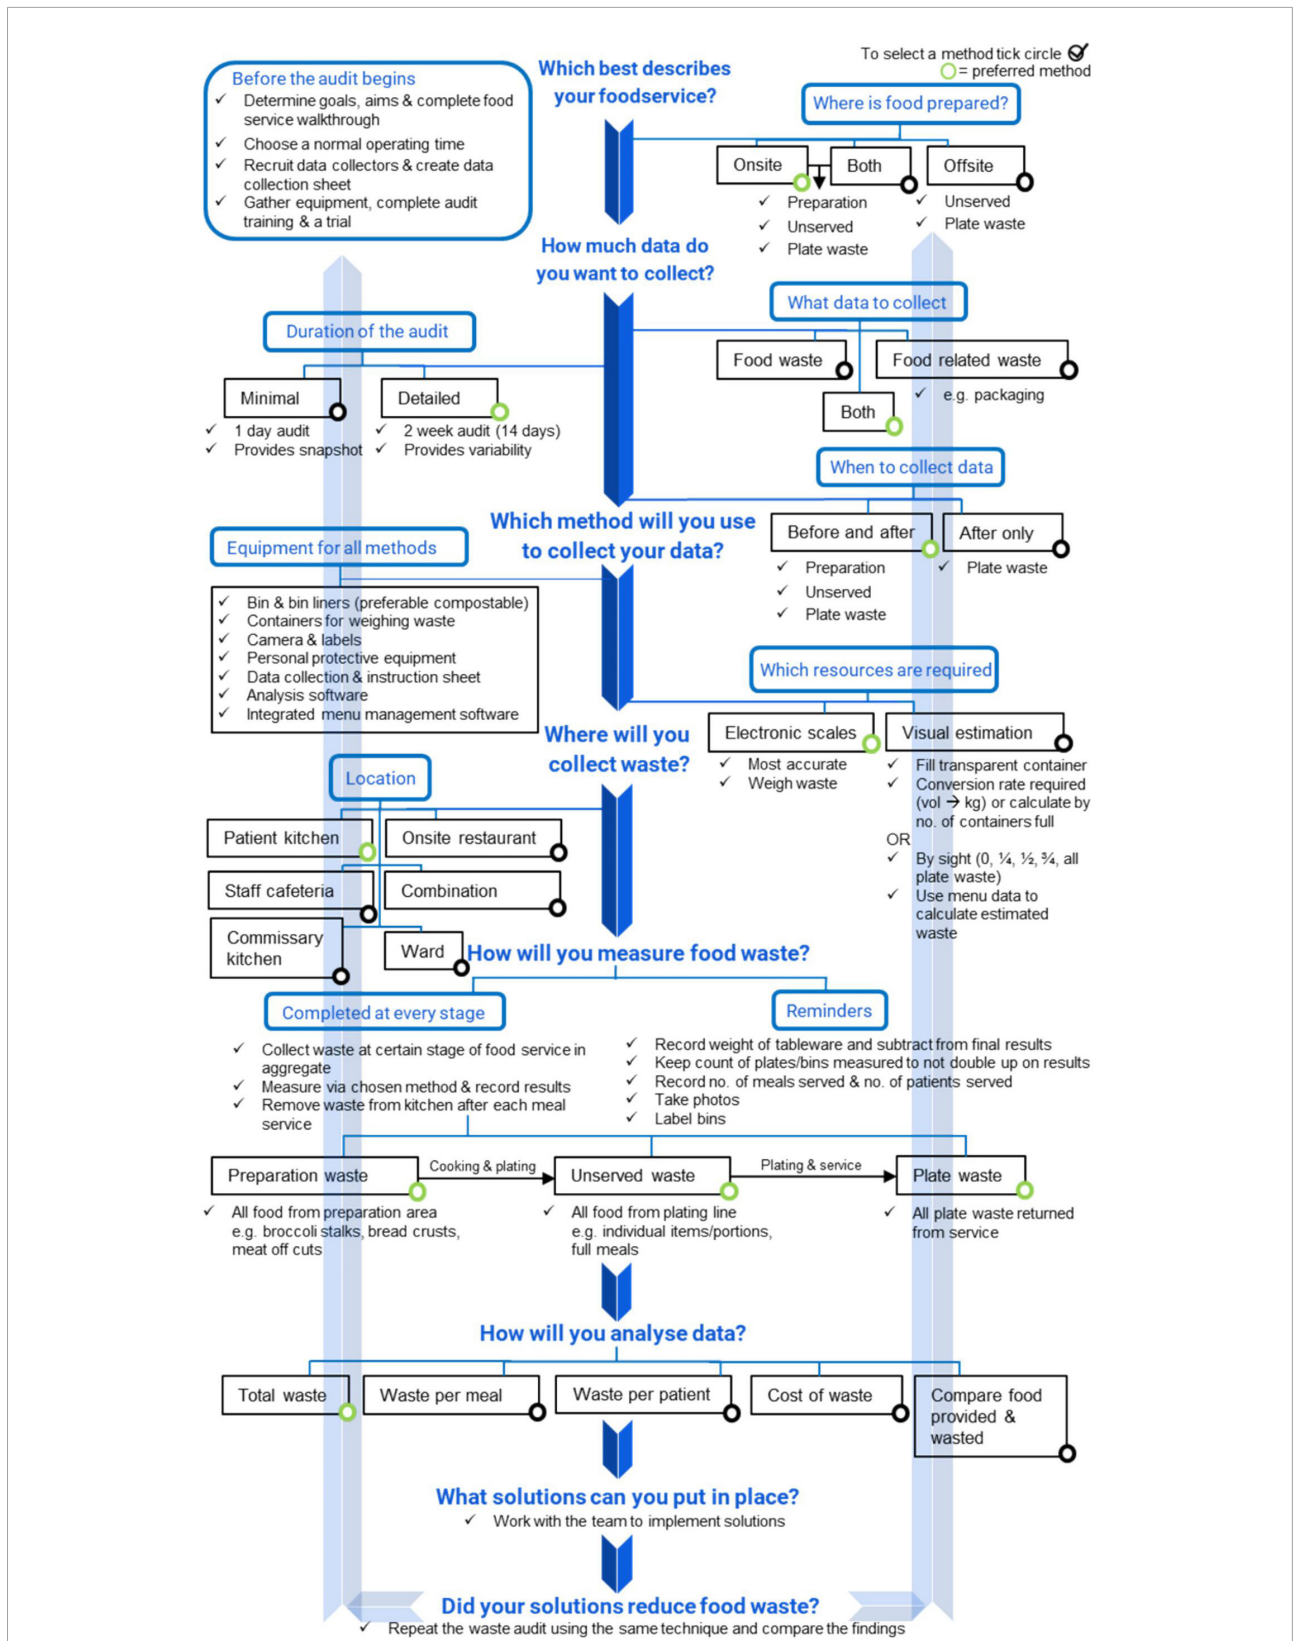 To select a method tick circle
= preferred method
Before the audit begins
✓ Determine goals, aims & complete food
service walkthrough
✓ Choose a normal operating time
✓ Recruit data collectors & create data
collection sheet
✓ Gather equipment, complete audit
training & a trial
Which best describes
your foodservice?
Where is food prepared?
Onsite
Both
Offsite
✓ Preparation
✓ Unserved
✓ Plate waste
✓ Unserved
✓ Plate waste
How much data do
you want to collect?
Duration of the audit
Minimal
✓ 1 day audit
✓ Provides snapshot
Detailed
✓ 2 week audit (14 days)
✓ Provides variability
What data to collect
Food waste
Food related waste
✓ e.g. packaging
Both
When to collect data
Before and after
✓ Preparation
✓ Unserved
✓ Plate waste
After only
✓ Plate waste
Which method will you use
to collect your data?
Equipment for all methods
✓ Bin & bin liners (preferable compostable)
✓ Containers for weighing waste
✓ Camera & labels
✓ Personal protective equipment
✓ Data collection & instruction sheet
✓ Analysis software
✓ Integrated menu management software
Which resources are required
Electronic scales
✓ Most accurate
✓ Weigh waste
Visual estimation
✓ Fill transparent container
✓ Conversion rate required
(vol → kg) or calculate by
no. of containers full
OR
✓ By sight (0, ¼, ½, ¾, all
plate waste)
✓ Use menu data to
calculate estimated
waste
Where will you
collect waste?
Location
Patient kitchen
Onsite restaurant
Staff cafeteria
Combination
Commissary
kitchen
Ward
How will you measure food waste?
Completed at every stage
✓ Collect waste at certain stage of food service in
aggregate
✓ Measure via chosen method & record results
✓ Remove waste from kitchen after each meal
service
Reminders
✓ Record weight of tableware and subtract from final results
✓ Keep count of plates/bins measured to not double up on results
✓ Record no. of meals served & no. of patients served
✓ Take photos
✓ Label bins
Preparation waste
Cooking & plating
Unserved waste
Plating & service
Plate waste
✓ All food from preparation area
e.g. broccoli stalks, bread crusts,
meat off cuts
✓ All food from plating line
e.g. individual items/portions,
full meals
✓ All plate waste returned
from service
How will you analyse data?
Total waste
Waste per meal
Waste per patient
Cost of waste
Compare food
provided &
wasted
What solutions can you put in place?
✓ Work with the team to implement solutions
Did your solutions reduce food waste?
✓ Repeat the waste audit using the same technique and compare the findings